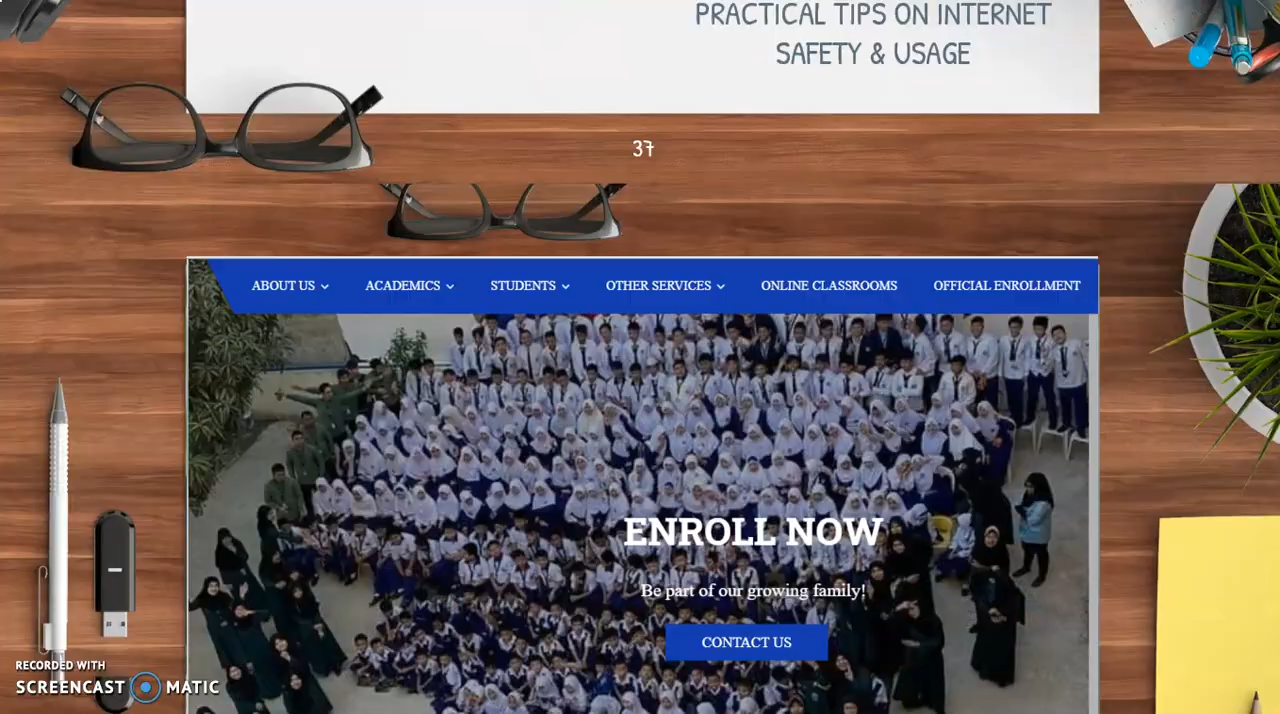 PRACTICAL TIPS ON INTERNET
SAFETY & USAGE
37
ABOUT US ACADEMICS STUDENTS OTHER SERVICES ONLINE CLASSROOMS OFFICIAL ENROLLMENT
ENROLL NOW
Be part of our growing family!
CONTACT US
RECORDED WITH
SCREENCAST MATIC